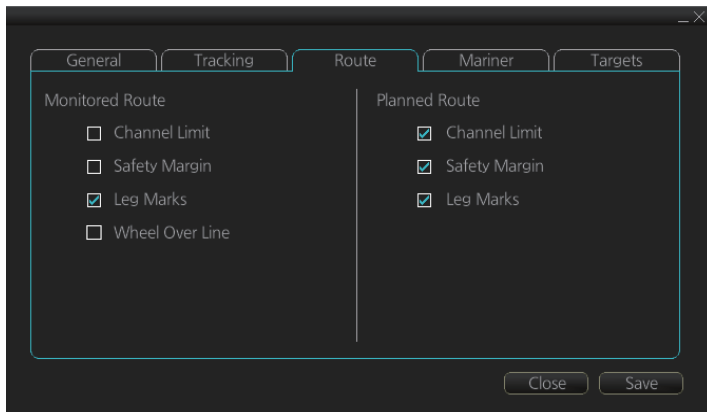 General Tracking Route Mariner Targets
Monitored Route
Channel Limit
Safety Margin
Leg Marks
Wheel Over Line
Planned Route
Channel Limit
Safety Margin
Leg Marks
Close Save